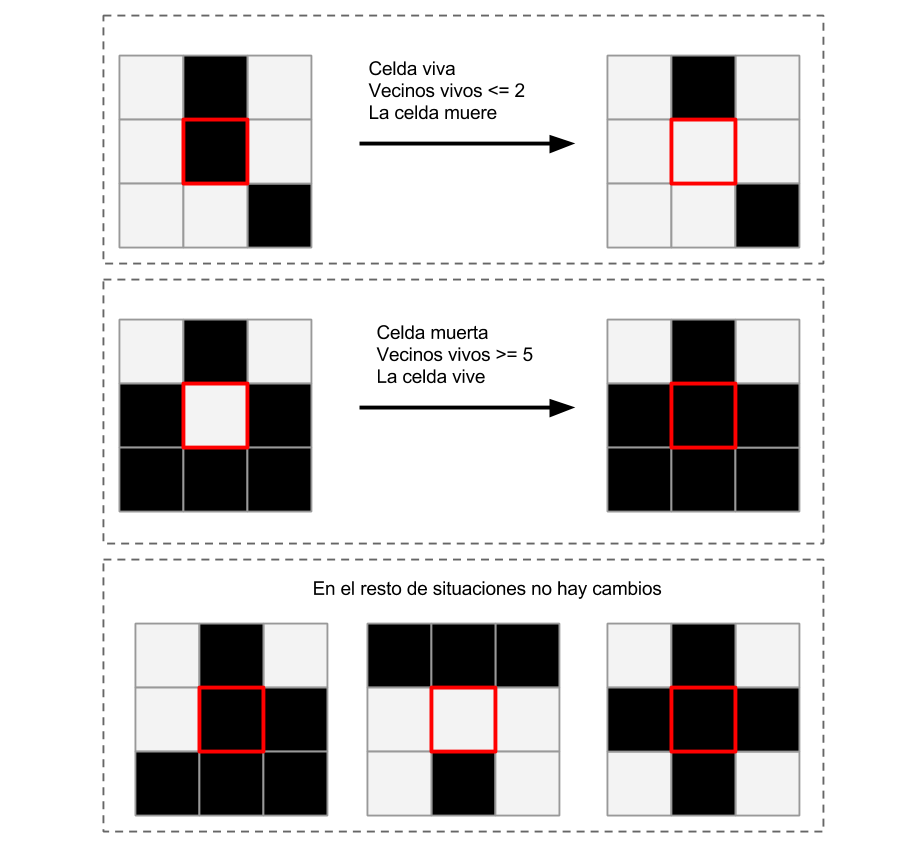 Celda viva
Vecinos vivos <= 2
La celda muere
Celda muerta
Vecinos vivos >= 5
La celda vive
En el resto de situaciones no hay cambios